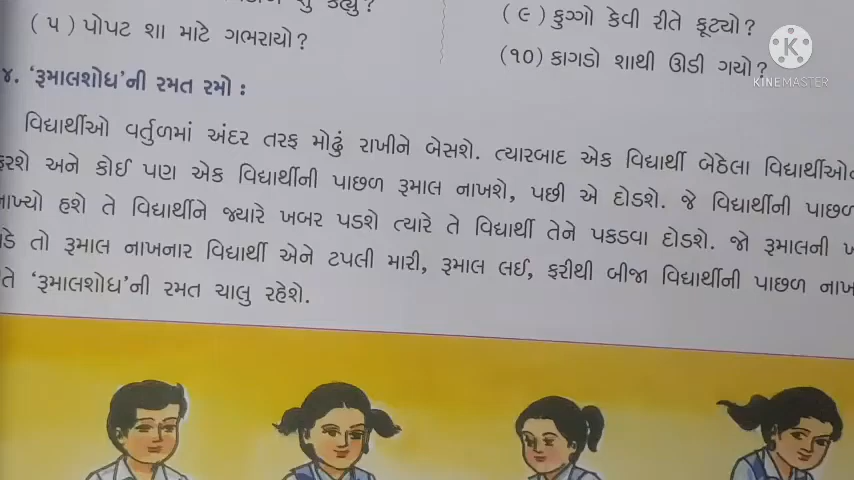 શું કહ્યું?
(૫) પોપટ શા માટે ગભરાયો?
(૯) ફુગ્ગો કેવી રીતે ફૂટ્યો?
(૧૦) કાગડો શાથી ઊડી ગયો?
KINEMASTER
૪. ‘રૂમાલશોધ’ની રમત રમો :
વિદ્યાર્થીઓ વર્તુળમાં અંદર તરફ મોઢું રાખીને બેસશે. ત્યારબાદ એક વિદ્યાર્થી બેઠેલા
ફરશે અને કોઈ પણ એક વિદ્યાર્થીની પાછળ રૂમાલ નાખશે, પછી એ દોડશે. જે વિદ્યાર્થીની પાછળ
નાખ્યો હશે તે વિદ્યાર્થીને જ્યારે ખબર પડશે ત્યારે તે વિદ્યાર્થી તેને પકડવા દોડશે. જો રૂમાલની
તો રૂમાલ નાખનાર વિદ્યાર્થી એને ટપલી મારી, રૂમાલ લઈ, ફરીથી બીજા વિદ્યાર્થીની પાછળ
‘રૂમાલશોધ’ની રમત ચાલુ રહેશે.